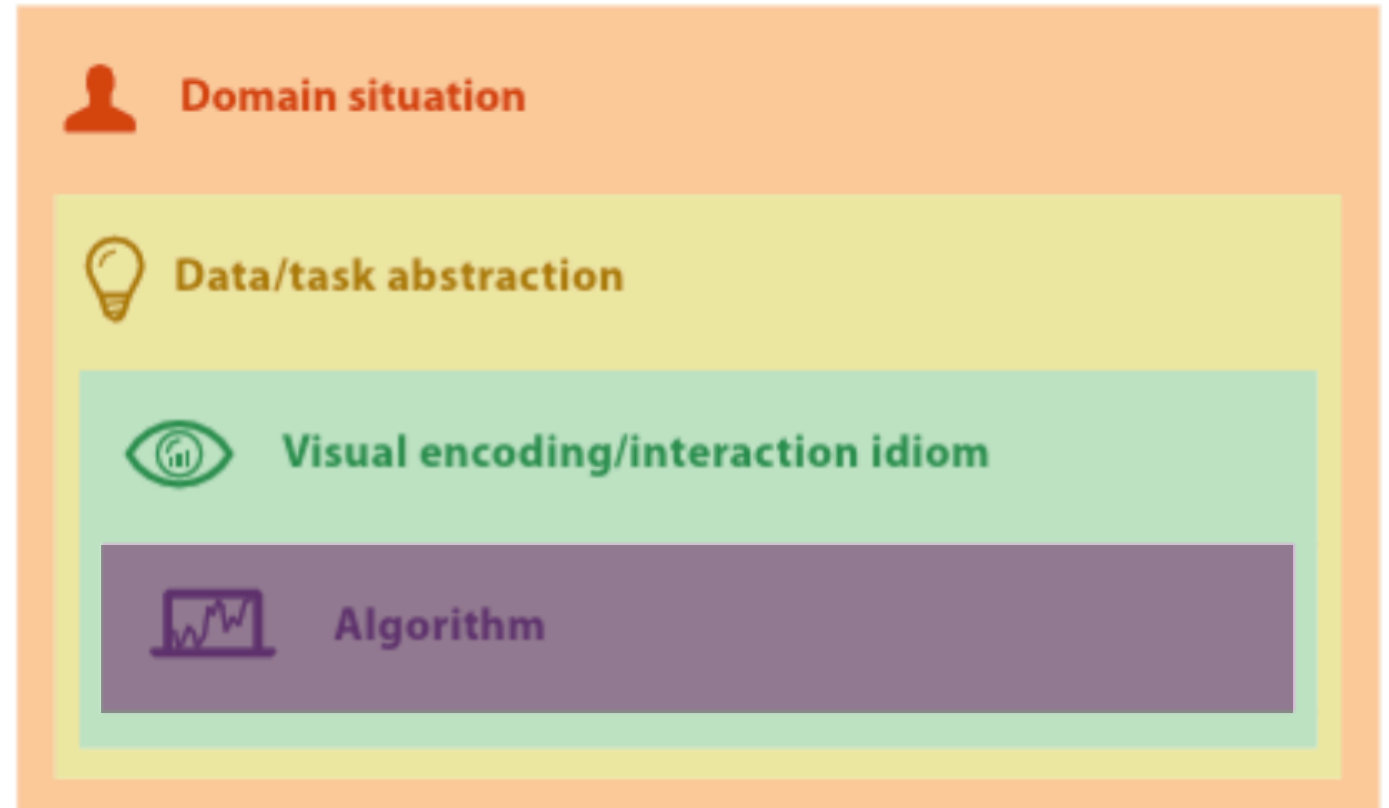 Domain situation
Data/task abstraction
Visual encoding/interaction idiom
Algorithm